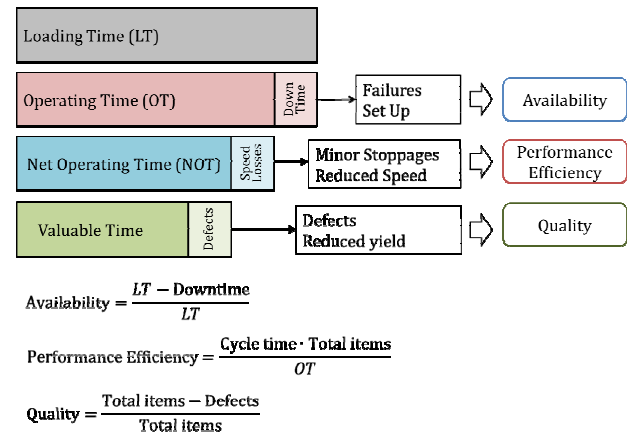 Loading Time (LT)
Operating Time (OT)
Down
Time
Failures
Set Up
Availability
Net Operating Time (NOT)
Speed
Losses
Minor Stoppages
Reduced Speed
Performance
Efficiency
Valuable Time
Defects
Defects
Reduced yield
Quality
Availability = (LT − Downtime) / LT
Performance Efficiency = (Cycle time · Total items) / OT
Quality = (Total items − Defects) / Total items